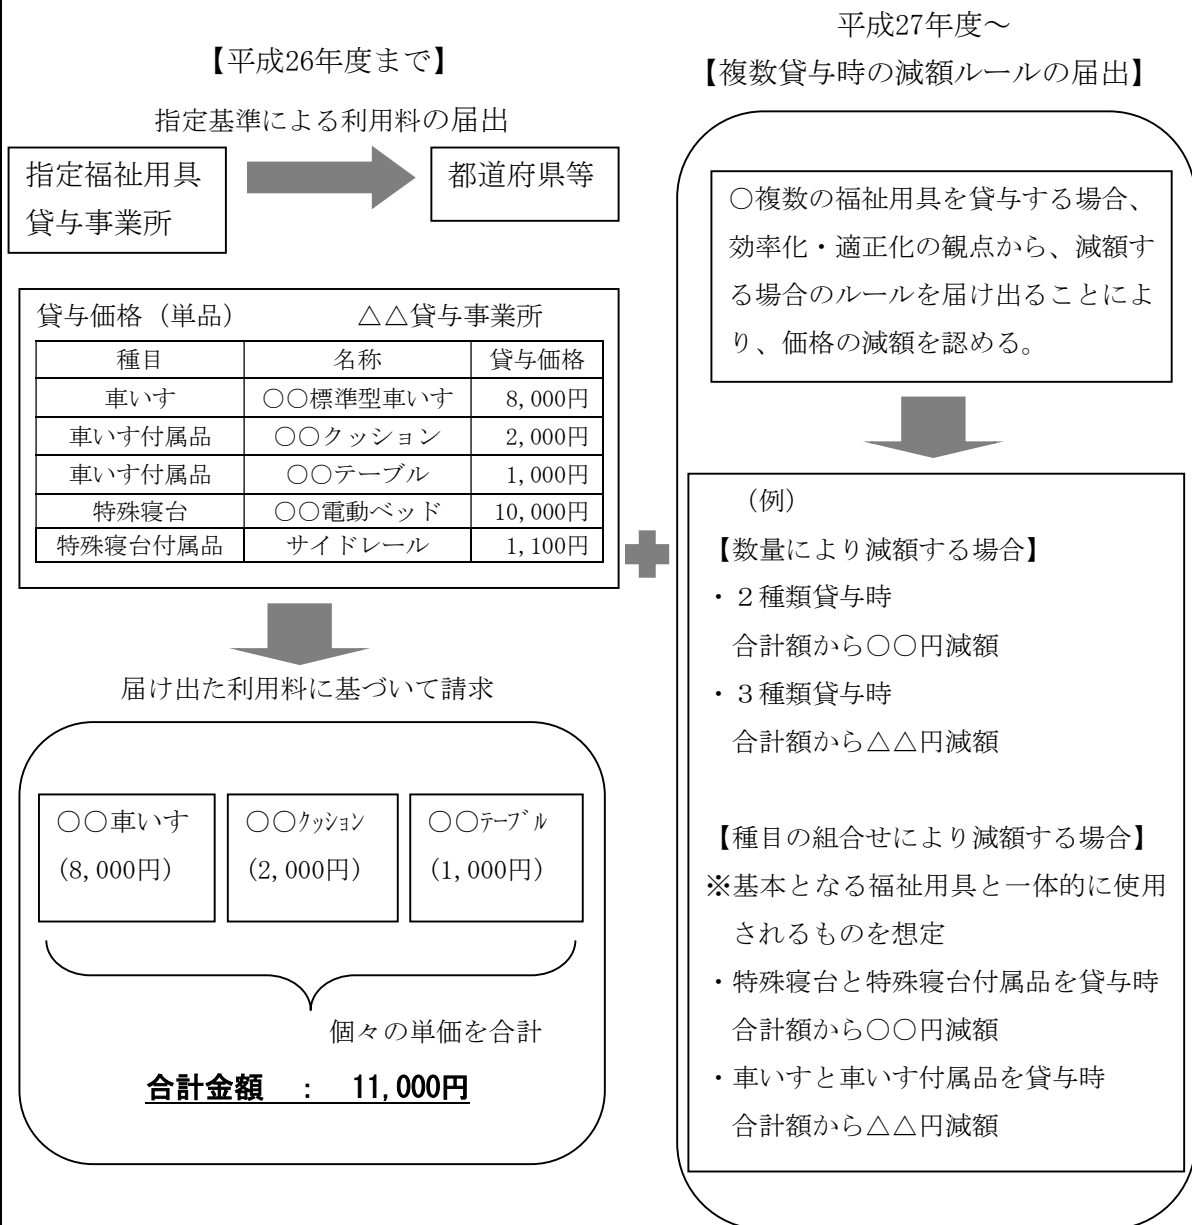 【平成26年度まで】
指定基準による利用料の届出
指定福祉用具
貸与事業所
都道府県等
貸与価格（単品） △△貸与事業所
種目 名称 貸与価格
車いす ○○標準型車いす 8,000円
車いす付属品 ○○クッション 2,000円
車いす付属品 ○○テーブル 1,000円
特殊寝台 ○○電動ベッド 10,000円
特殊寝台付属品 サイドレール 1,100円
届け出た利用料に基づいて請求
○○車いす
(8,000円)
○○ｸｯｼｮﾝ
(2,000円)
○○ﾃｰﾌﾞﾙ
(1,000円)
個々の単価を合計
合計金額 ： 11,000円
平成27年度～
【複数貸与時の減額ルールの届出】
○複数の福祉用具を貸与する場合、
効率化・適正化の観点から、減額す
る場合のルールを届け出ることによ
り、価格の減額を認める。
（例）
【数量により減額する場合】
・２種類貸与時
合計額から○○円減額
・３種類貸与時
合計額から△△円減額
【種目の組合せにより減額する場合】
※基本となる福祉用具と一体的に使用
されるものを想定
・特殊寝台と特殊寝台付属品を貸与時
合計額から○○円減額
・車いすと車いす付属品を貸与時
合計額から△△円減額